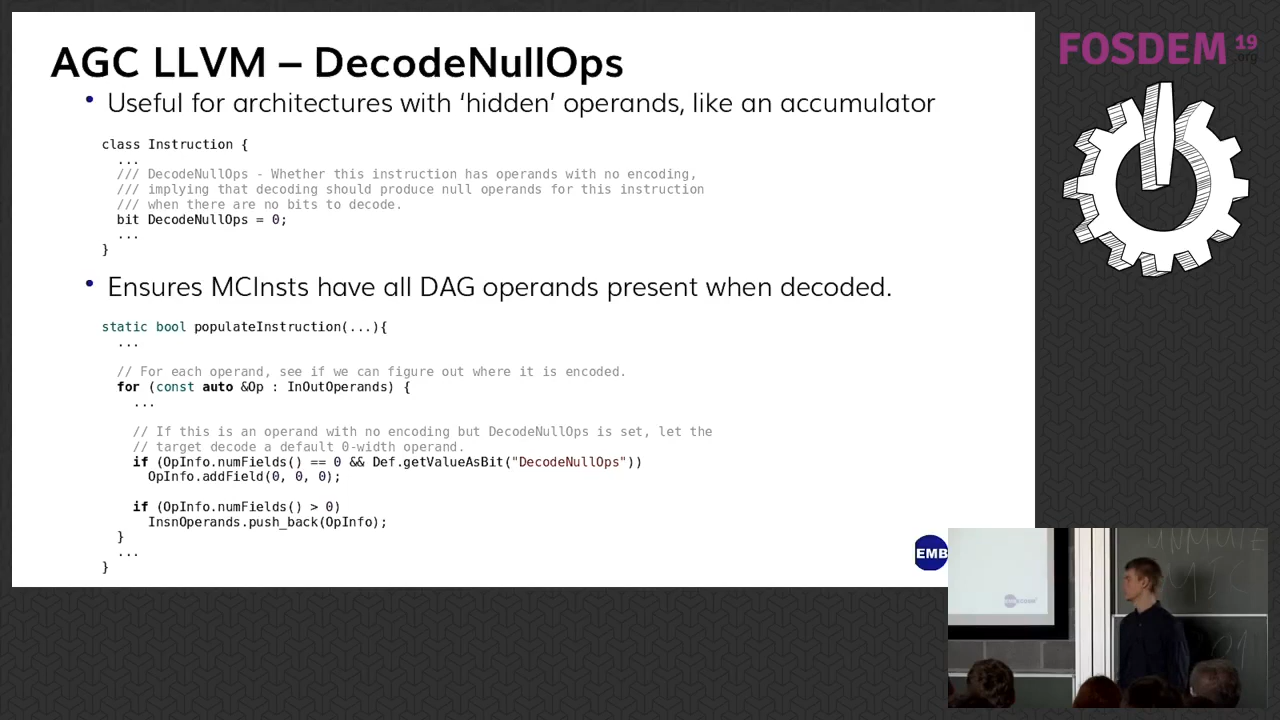 AGC LLVM – DecodeNullOps
• Useful for architectures with ‘hidden’ operands, like an accumulator
class Instruction {
...
/// DecodeNullOps - Whether this instruction has operands with no encoding,
/// implying that decoding should produce null operands for this instruction
/// when there are no bits to decode.
bit DecodeNullOps = 0;
...
}
• Ensures MCInsts have all DAG operands present when decoded.
static bool populateInstruction(...){
...
// For each operand, see if we can figure out where it is encoded.
for (const auto &Op : InOutOperands) {
...
// If this is an operand with no encoding but DecodeNullOps is set, let the
// target decode a default 0-width operand.
if (OpInfo.numFields() == 0 && Def.getValueAsBit("DecodeNullOps"))
OpInfo.addField(0, 0, 0);
if (OpInfo.numFields() > 0)
InsnOperands.push_back(OpInfo);
}
...
}
EMB
FOSDEM 19
.org
UNMUTE
MIC